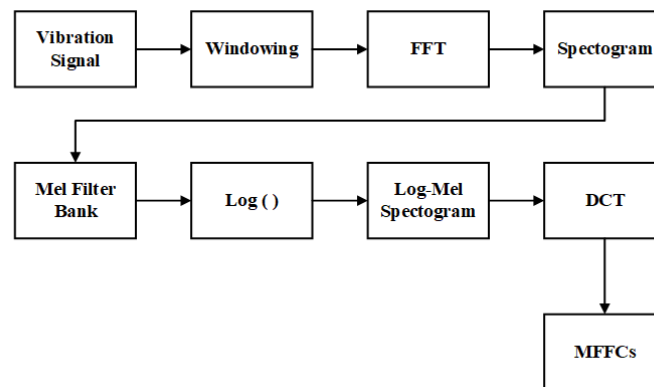 Vibration
Signal
Windowing
FFT
Spectogram
Mel Filter
Bank
Log ( )
Log-Mel
Spectogram
DCT
MFFCs